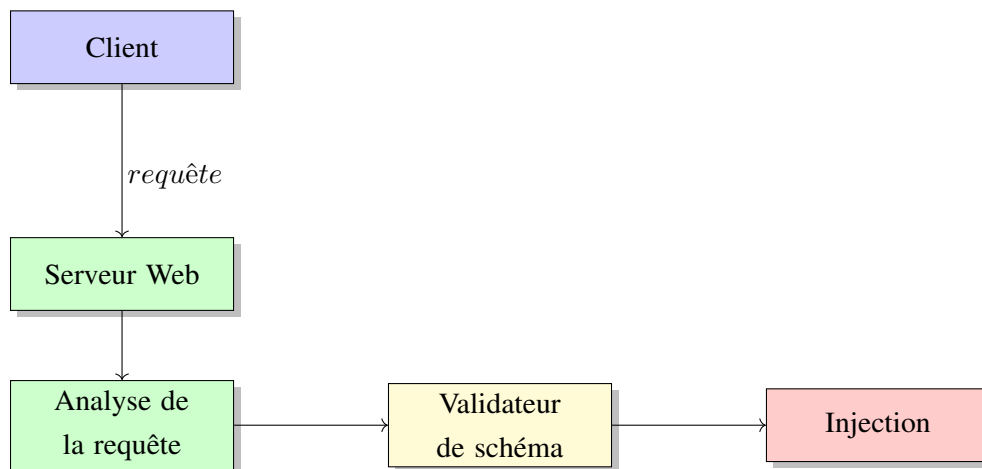 Client
requête
Serveur Web
Analyse de
la requête
Validateur
de schéma
Injection